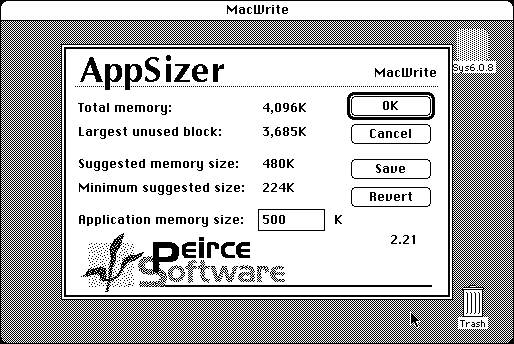 MacWrite
AppSizer
MacWrite
Total memory: 4,096K
OK
Largest unused block: 3,685K
Cancel
Suggested memory size: 480K
Save
Minimum suggested size: 224K
Revert
Application memory size: 500 K
2.21
Peirce
Software
Sys6.0.8
Trash